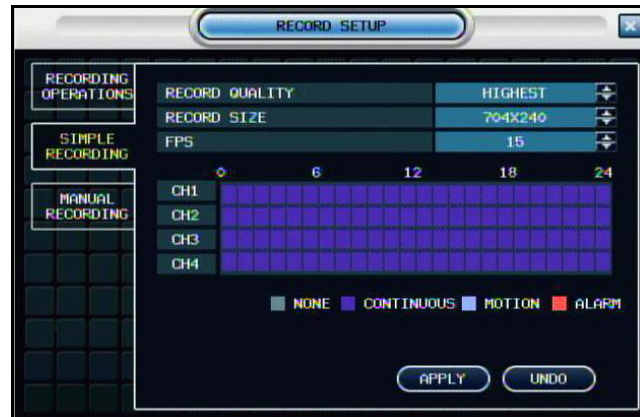 RECORD SETUP
RECORDING
OPERATIONS
SIMPLE
RECORDING
MANUAL
RECORDING
RECORD QUALITY HIGHEST
RECORD SIZE 704X240
FPS 15
0 6 12 18 24
CH1
CH2
CH3
CH4
NONE CONTINUOUS MOTION ALARM
APPLY UNDO